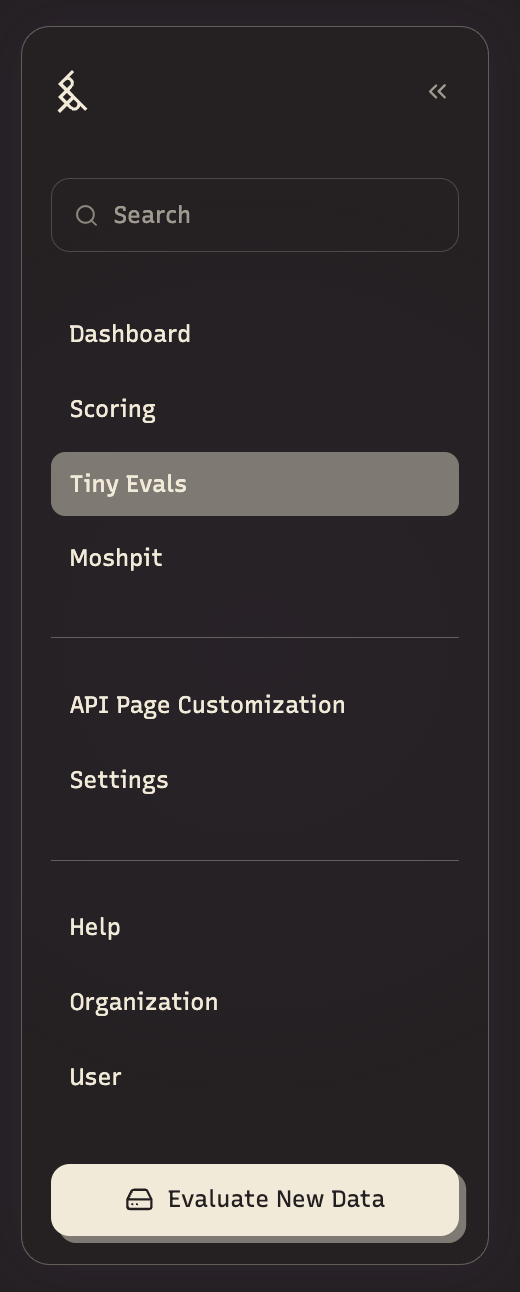 Search
Dashboard
Scoring
Tiny Evals
Moshpit
API Page Customization
Settings
Help
Organization
User
Evaluate New Data